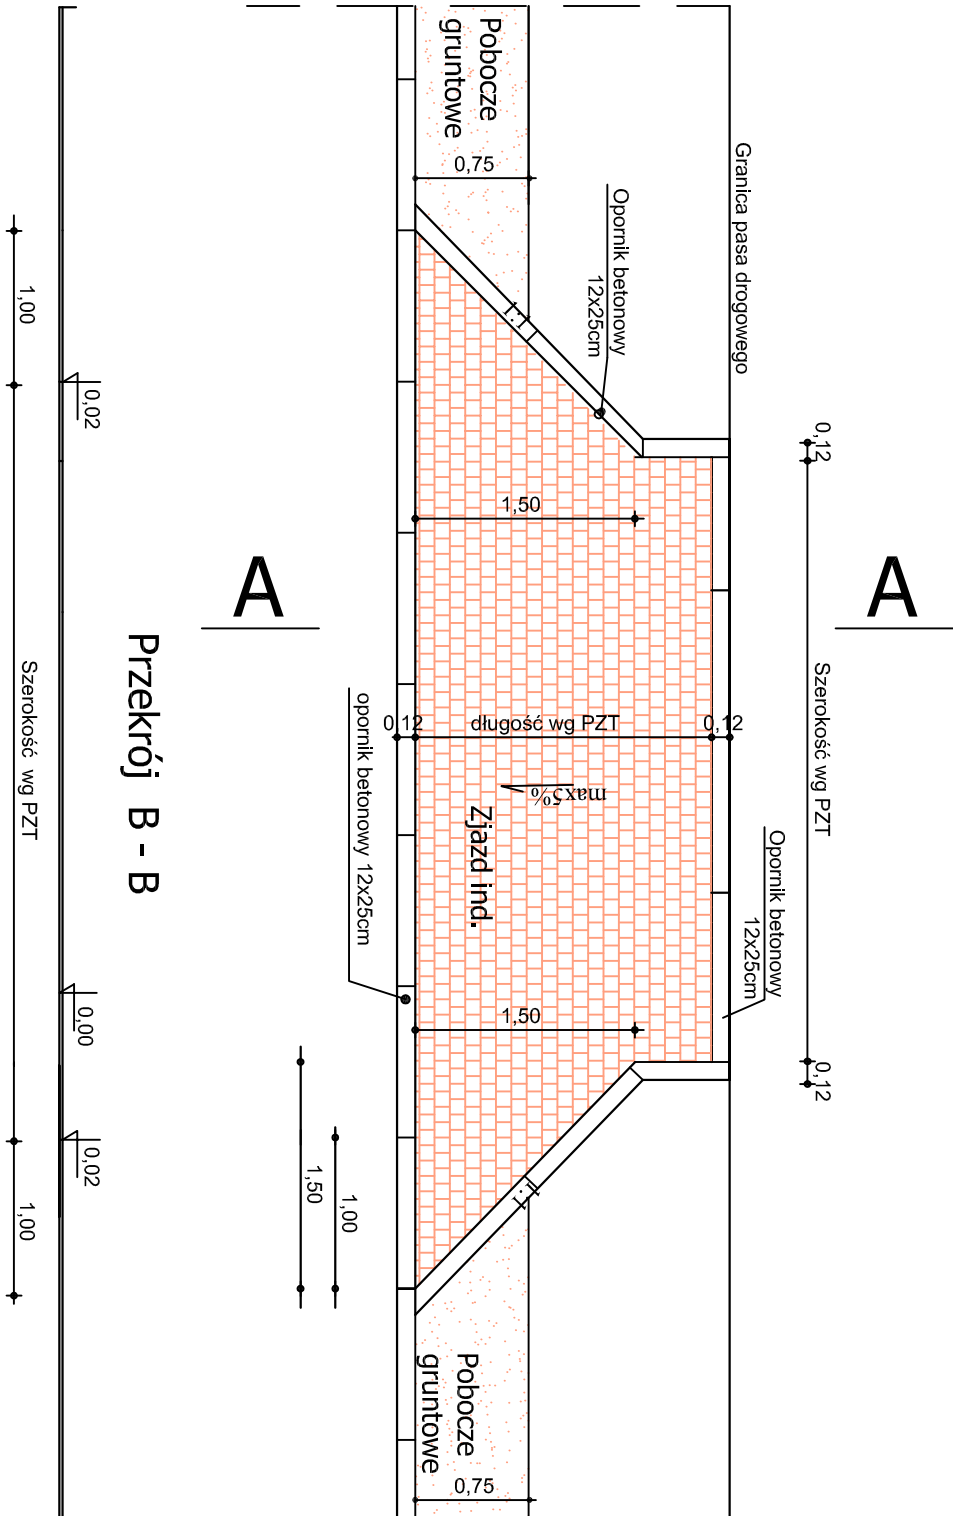 Granica pasa drogowego
0,12
Szerokość wg PZT
0,12
Opornik betonowy
12x25cm
Opornik betonowy
12x25cm
Pobocze
gruntowe
0,75
1:1
1,50
A
A
0,12
długość wg PZT
0,12
max5%
Zjazd ind.
1,50
1:1
Pobocze
gruntowe
0,75
opornik betonowy 12x25cm
1,00
1,50
Przekrój B - B
0,02
0,00
0,02
1,00
Szerokość wg PZT
1,00